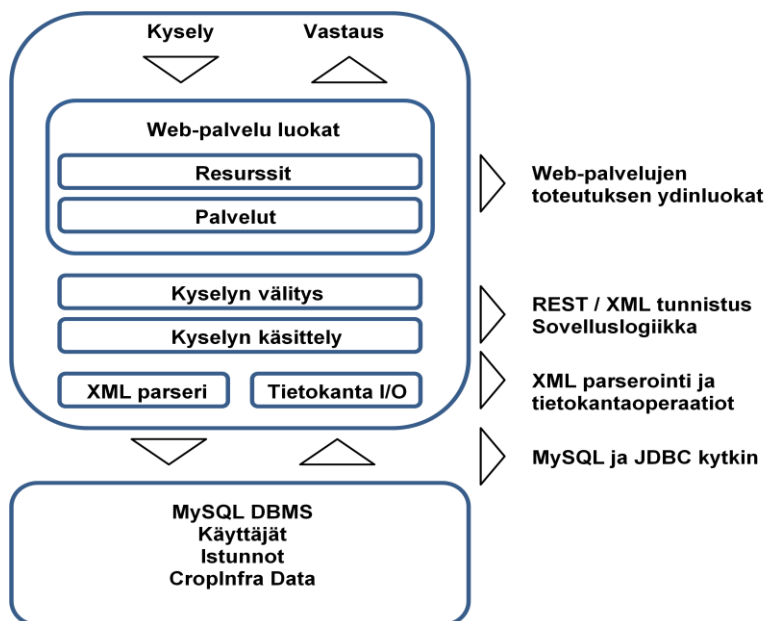 Kysely
Vastaus
Web-palvelu luokat
Resurssit
Palvelut
Web-palvelujen
toteutuksen ydinluokat
Kyselyn välitys
Kyselyn käsittely
REST / XML tunnistus
Sovelluslogiikka
XML parseri
Tietokanta I/O
XML parserointi ja
tietokantaoperaatiot
MySQL ja JDBC kytkin
MySQL DBMS
Käyttäjät
Istunnot
CropInfra Data